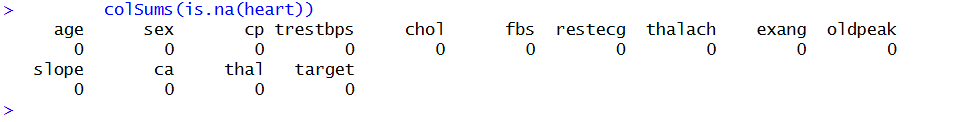 > colSums(is.na(heart))
age sex cp trestbps chol fbs restecg thalach exang oldpeak
0 0 0 0 0 0 0 0 0 0
slope ca thal target
0 0 0 0
>